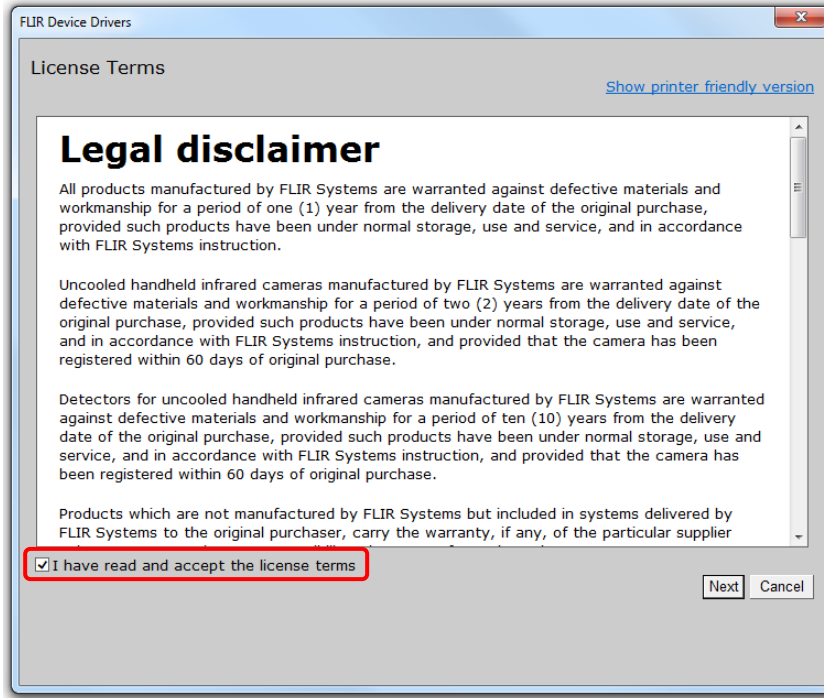 FLIR Device Drivers
License Terms
Show printer friendly version
Legal disclaimer
All products manufactured by FLIR Systems are warranted against defective materials and
workmanship for a period of one (1) year from the delivery date of the original purchase,
provided such products have been under normal storage, use and service, and in accordance
with FLIR Systems instruction.
Uncooled handheld infrared cameras manufactured by FLIR Systems are warranted against
defective materials and workmanship for a period of two (2) years from the delivery date of the
original purchase, provided such products have been under normal storage, use and service,
and in accordance with FLIR Systems instruction, and provided that the camera has been
registered within 60 days of original purchase.
Detectors for uncooled handheld infrared cameras manufactured by FLIR Systems are warranted
against defective materials and workmanship for a period of ten (10) years from the delivery
date of the original purchase, provided such products have been under normal storage, use and
service, and in accordance with FLIR Systems instruction, and provided that the camera has
been registered within 60 days of original purchase.
Products which are not manufactured by FLIR Systems but included in systems delivered by
FLIR Systems to the original purchaser, carry the warranty, if any, of the particular supplier
I have read and accept the license terms
Next Cancel